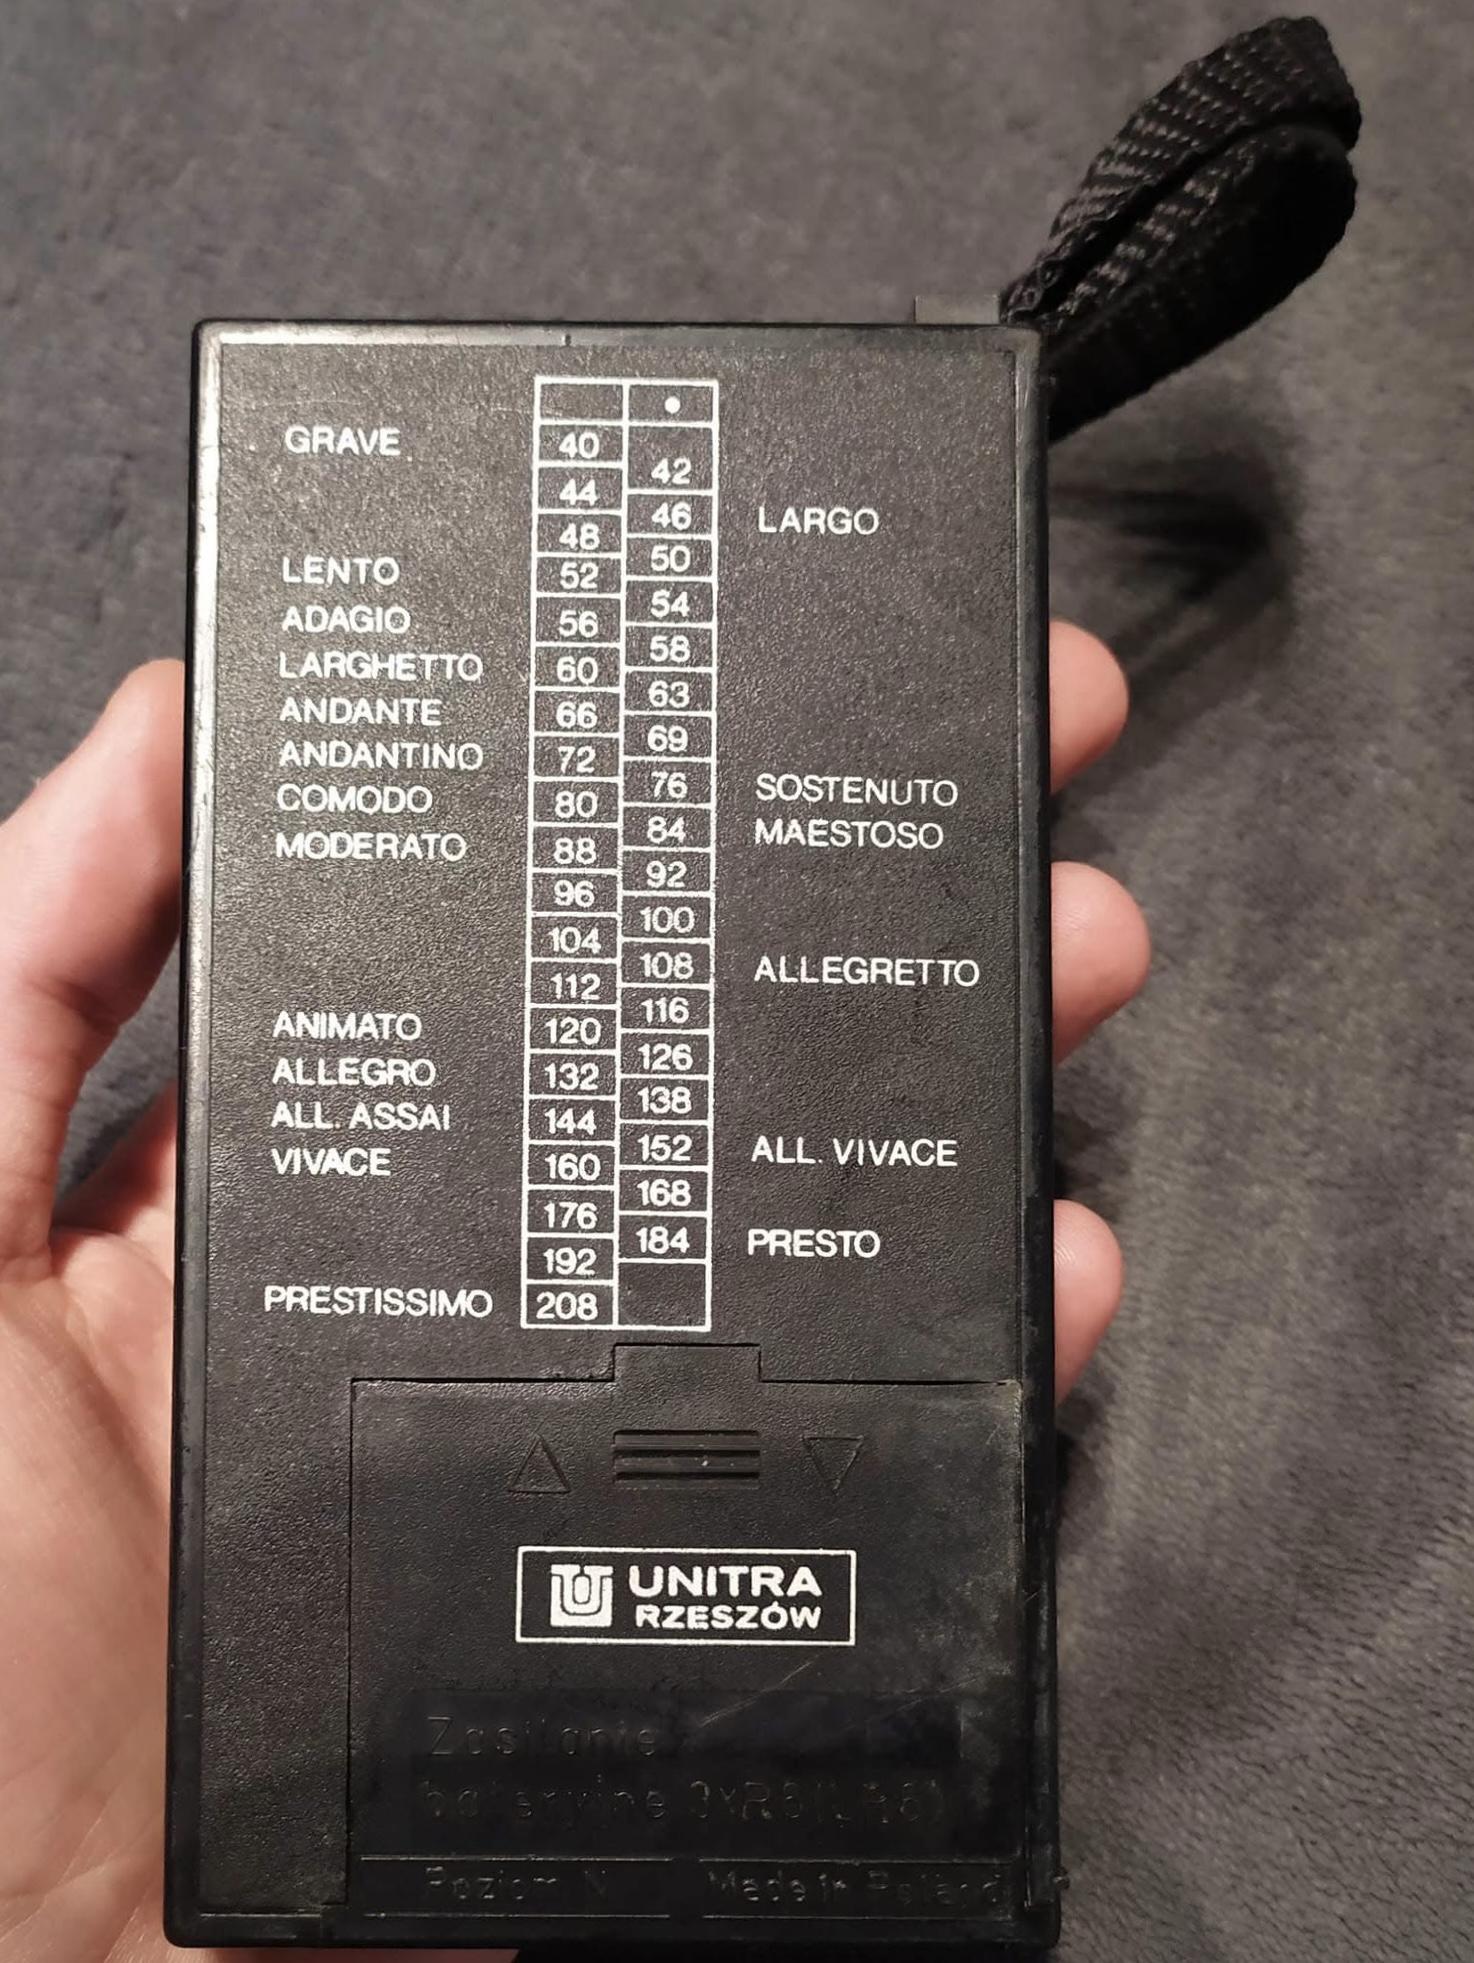 GRAVE 40
42
44
46 LARGO
48
50
LENTO 52
54
ADAGIO 56
58
LARGHETTO 60
63
ANDANTE 66
69
ANDANTINO 72
76 SOSTENUTO
COMODO 80
84 MAESTOSO
MODERATO 88
92
96
100
104
108 ALLEGRETTO
112
116
ANIMATO 120
126
ALLEGRO 132
138
ALL. ASSAI 144
152 ALL. VIVACE
VIVACE 160
168
176
184 PRESTO
192
PRESTISSIMO 208
UNITRA
RZESZÓW
Zasilanie
bateryjne
Poziom N Made in Poland